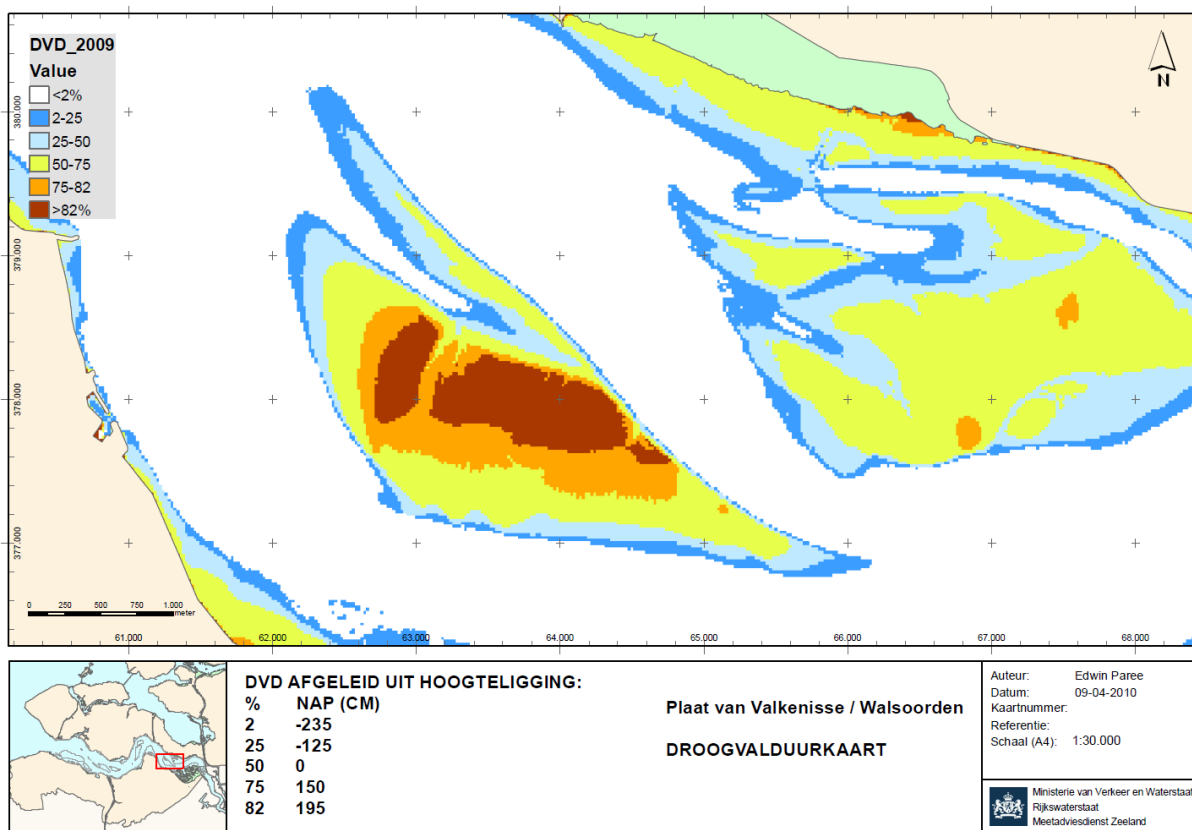 DVD_2009
Value
<2%
2-25
25-50
50-75
75-82
>82%
N
380.000
379.000
378.000
377.000
0 250 500 750 1.000
meter
61.000 62.000 63.000 64.000 65.000 66.000 67.000 68.000
DVD AFGELEID UIT HOOGTELIGGING:
% NAP (CM)
2 -235
25 -125
50 0
75 150
82 195
Plaat van Valkenisse / Walsoorden
DROOGVALDUURKAART
Auteur: Edwin Paree
Datum: 09-04-2010
Kaartnummer:
Referentie:
Schaal (A4): 1:30.000
Ministerie van Verkeer en Waterstaat
Rijkswaterstaat
Meetadviesdienst Zeeland